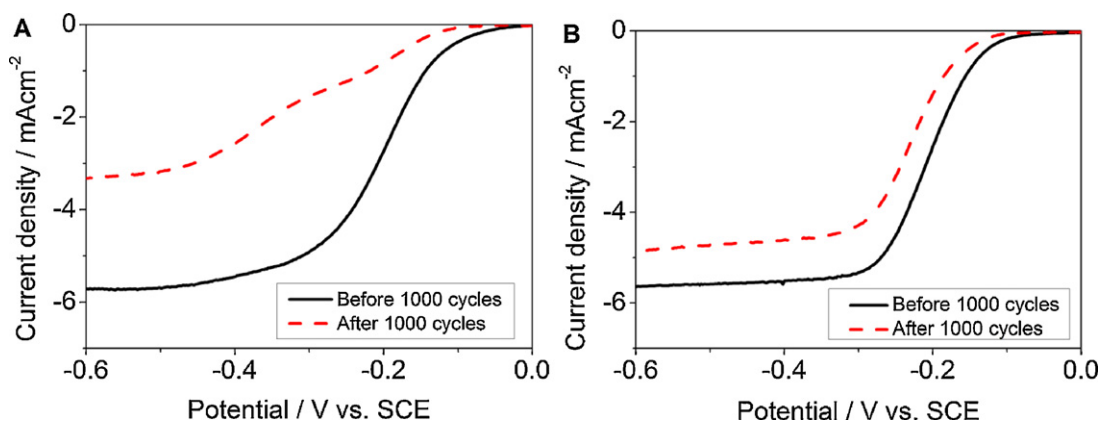 A
Current density / mAcm-2
0
-2
-4
-6
Before 1000 cycles
After 1000 cycles
-0.6
-0.4
-0.2
0.0
Potential / V vs. SCE
B
Current density / mAcm-2
0
-2
-4
-6
Before 1000 cycles
After 1000 cycles
-0.6
-0.4
-0.2
0.0
Potential / V vs. SCE